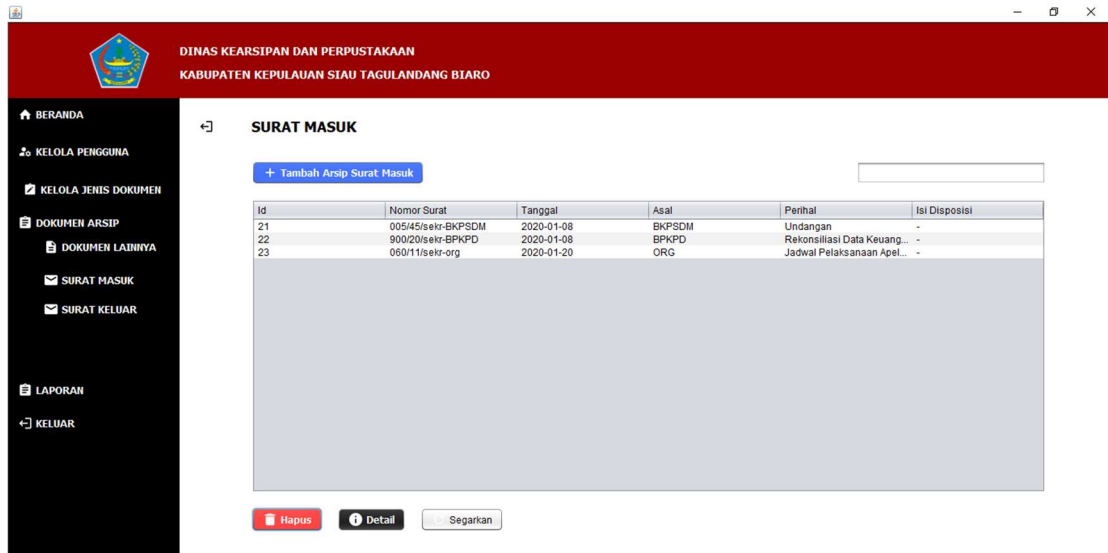 DINAS KEARSIPAN DAN PERPUSTAKAAN
KABUPATEN KEPULAUAN SIAU TAGULANDANG BIARO
BERANDA
KELOLA PENGGUNA
KELOLA JENIS DOKUMEN
DOKUMEN ARSIP
DOKUMEN LAINNYA
SURAT MASUK
SURAT KELUAR
LAPORAN
KELUAR
SURAT MASUK
+ Tambah Arsip Surat Masuk
Id Nomor Surat Tanggal Asal Perihal Isi Disposisi
21 005/45/sekr-BKPSDM 2020-01-08 BKPSDM Undangan -
22 900/20/sekr-BPKPD 2020-01-08 BPKPD Rekonsiliasi Data Keuang... -
23 060/11/sekr-org 2020-01-20 ORG Jadwal Pelaksanaan Apel... -
Hapus Detail Segarkan